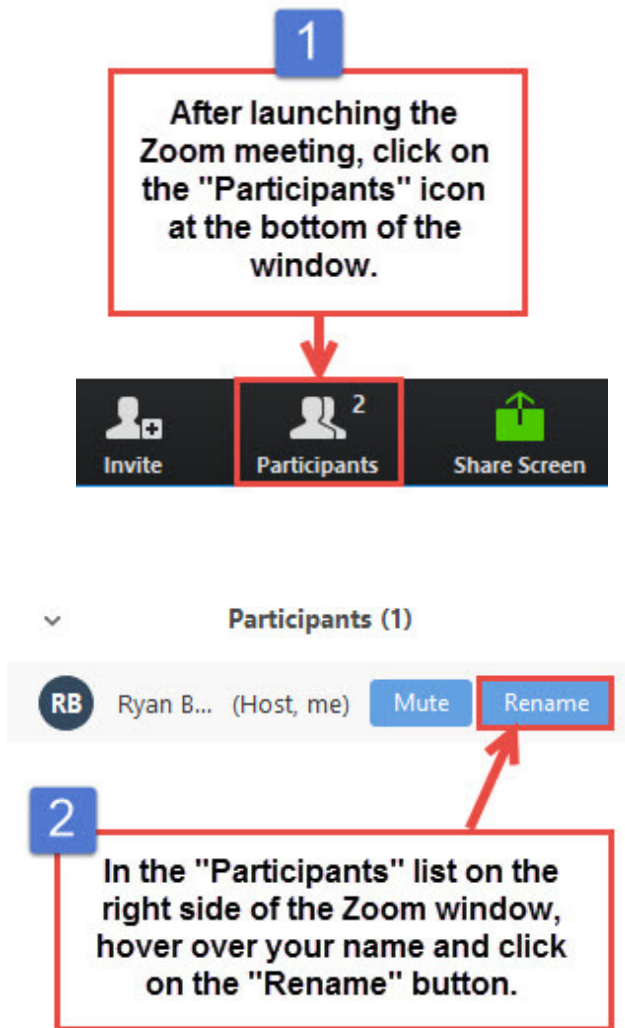 1
After launching the
Zoom meeting, click on
the "Participants" icon
at the bottom of the
window.
2
Invite Participants Share Screen
Participants (1)
RB Ryan B... (Host, me) Mute Rename
2
In the "Participants" list on the
right side of the Zoom window,
hover over your name and click
on the "Rename" button.